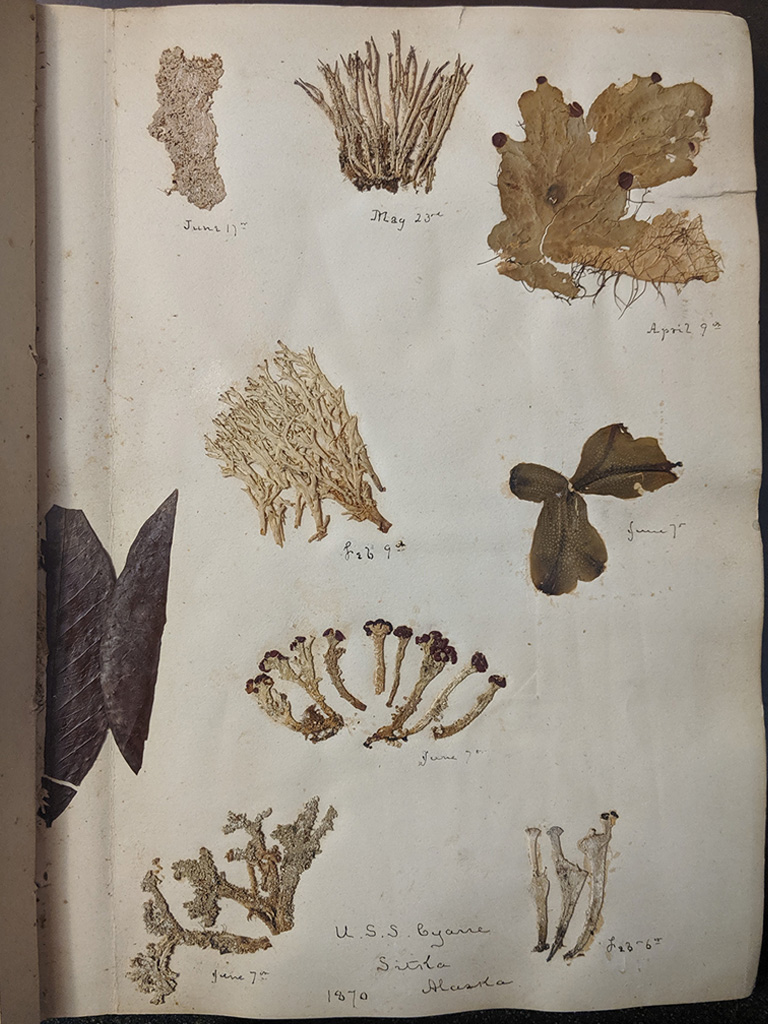 June 17th
May 23rd
April 9th
Feb 9th
June 7th
June 7th
June 7th
Feb 6th
U.S.S. Cyane
Sitka
1870 Alaska